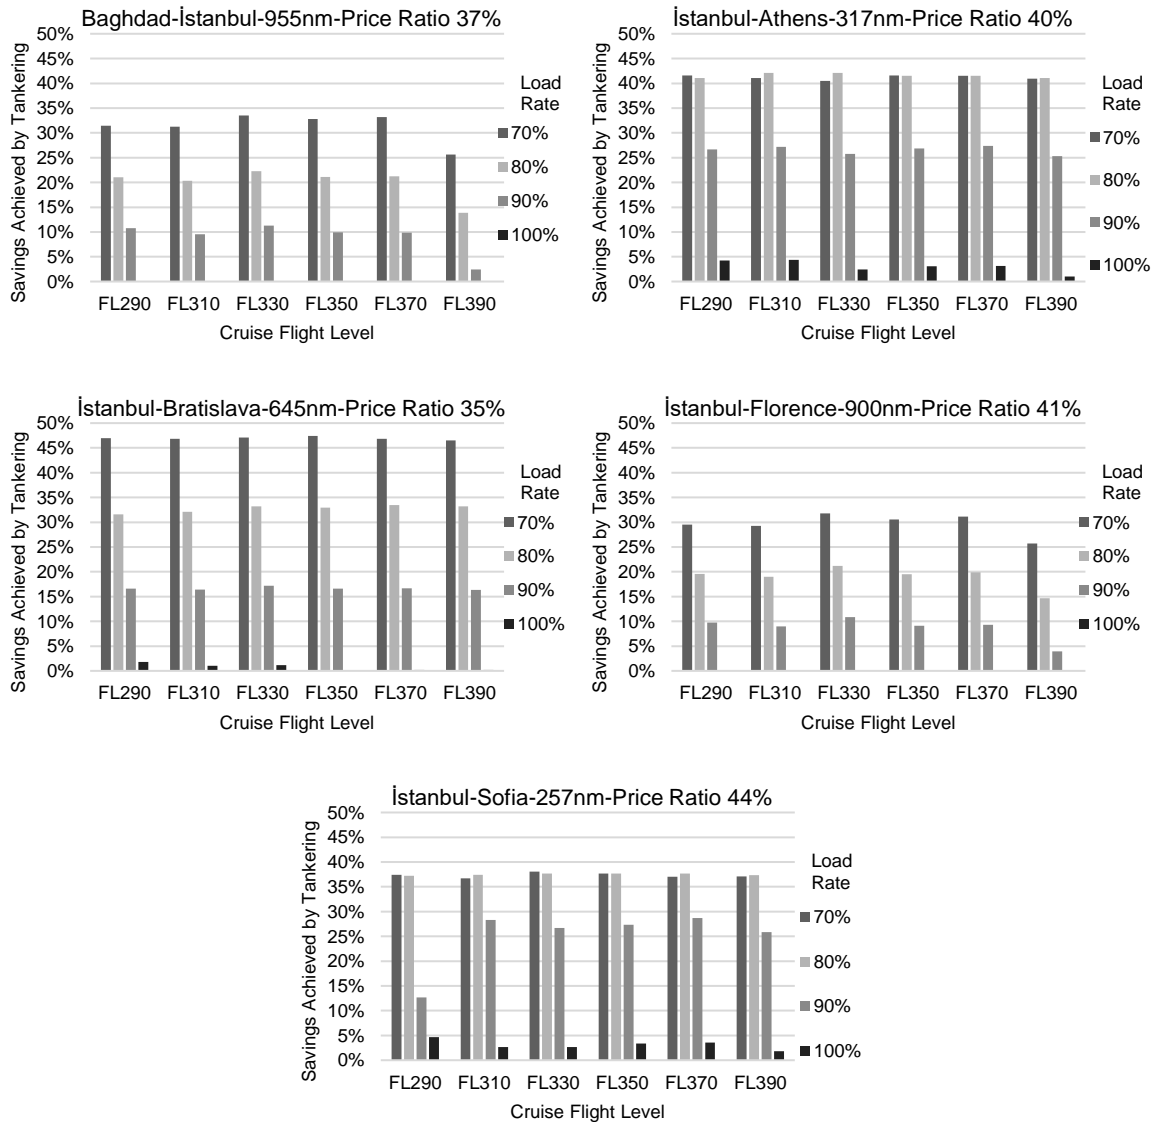 Baghdad-İstanbul-955nm-Price Ratio 37%
Savings Achieved by Tankering
50%
45%
40%
35%
30%
25%
20%
15%
10%
5%
0%
FL290 FL310 FL330 FL350 FL370 FL390
Cruise Flight Level
Load
Rate
70%
80%
90%
100%
İstanbul-Athens-317nm-Price Ratio 40%
Savings Achieved by Tankering
50%
45%
40%
35%
30%
25%
20%
15%
10%
5%
0%
FL290 FL310 FL330 FL350 FL370 FL390
Cruise Flight Level
Load
Rate
70%
80%
90%
100%
İstanbul-Bratislava-645nm-Price Ratio 35%
Savings Achieved by Tankering
50%
45%
40%
35%
30%
25%
20%
15%
10%
5%
0%
FL290 FL310 FL330 FL350 FL370 FL390
Cruise Flight Level
Load
Rate
70%
80%
90%
100%
İstanbul-Florence-900nm-Price Ratio 41%
Savings Achieved by Tankering
50%
45%
40%
35%
30%
25%
20%
15%
10%
5%
0%
FL290 FL310 FL330 FL350 FL370 FL390
Cruise Flight Level
Load
Rate
70%
80%
90%
100%
İstanbul-Sofia-257nm-Price Ratio 44%
Savings Achieved by Tankering
50%
45%
40%
35%
30%
25%
20%
15%
10%
5%
0%
FL290 FL310 FL330 FL350 FL370 FL390
Cruise Flight Level
Load
Rate
70%
80%
90%
100%